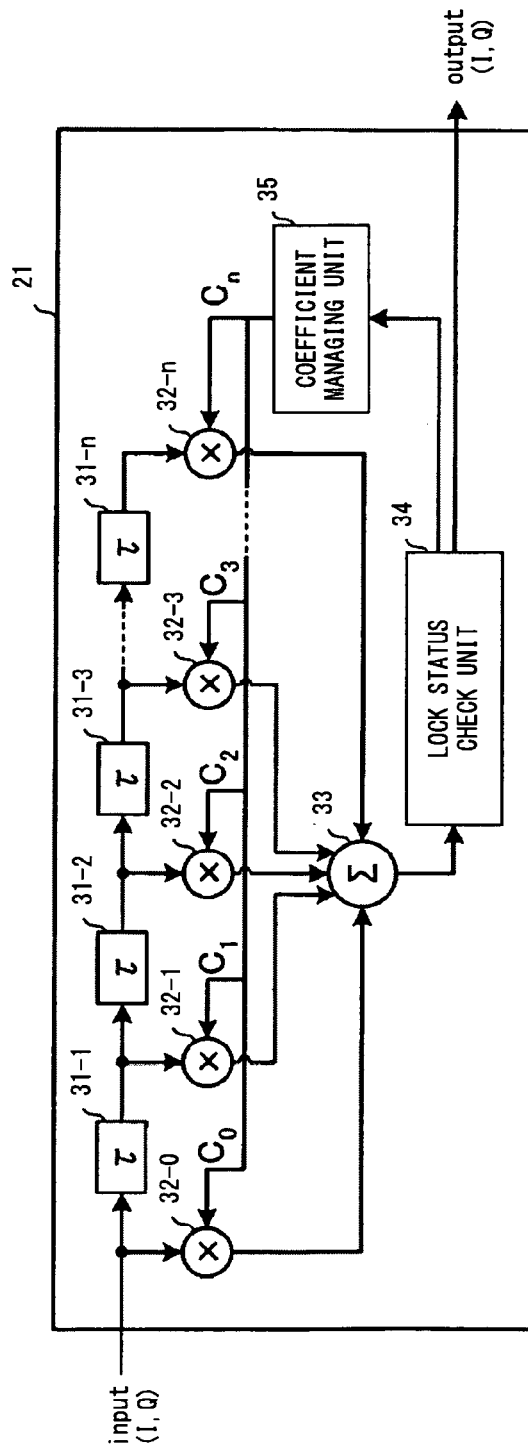 21
input
(I, Q)
31-1
31-2
31-3
31-n
τ
τ
τ
τ
32-0
32-1
32-2
32-3
32-n
×
×
×
×
×
C0
C1
C2
C3
Cn
33
Σ
35
COEFFICIENT
MANAGING UNIT
34
LOCK STATUS
CHECK UNIT
output
(I, Q)